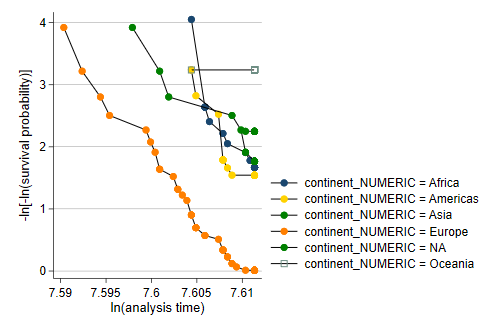 -ln[-ln(survival probability)]
4
3
2
1
0
7.59 7.595 7.6 7.605 7.61
ln(analysis time)
continent_NUMERIC = Africa
continent_NUMERIC = Americas
continent_NUMERIC = Asia
continent_NUMERIC = Europe
continent_NUMERIC = NA
continent_NUMERIC = Oceania